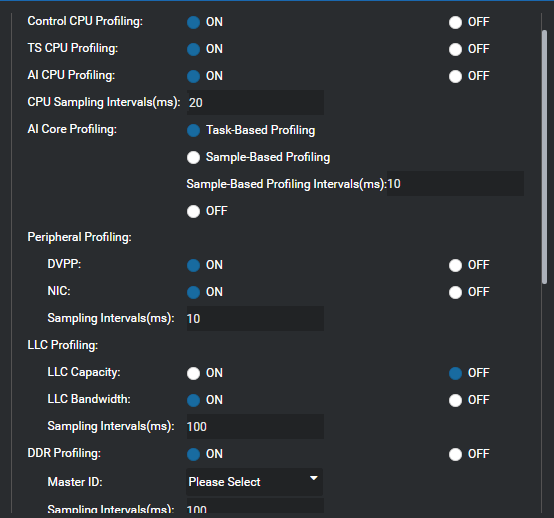 Control CPU Profiling: ON OFF
TS CPU Profiling: ON OFF
AI CPU Profiling: ON OFF
CPU Sampling Intervals(ms): 20
AI Core Profiling: Task-Based Profiling
Sample-Based Profiling
Sample-Based Profiling Intervals(ms):10
OFF
Peripheral Profiling:
DVPP: ON OFF
NIC: ON OFF
Sampling Intervals(ms): 10
LLC Profiling:
LLC Capacity: ON OFF
LLC Bandwidth: ON OFF
Sampling Intervals(ms): 100
DDR Profiling: ON OFF
Master ID: Please Select
Sampling Intervals(ms): 100